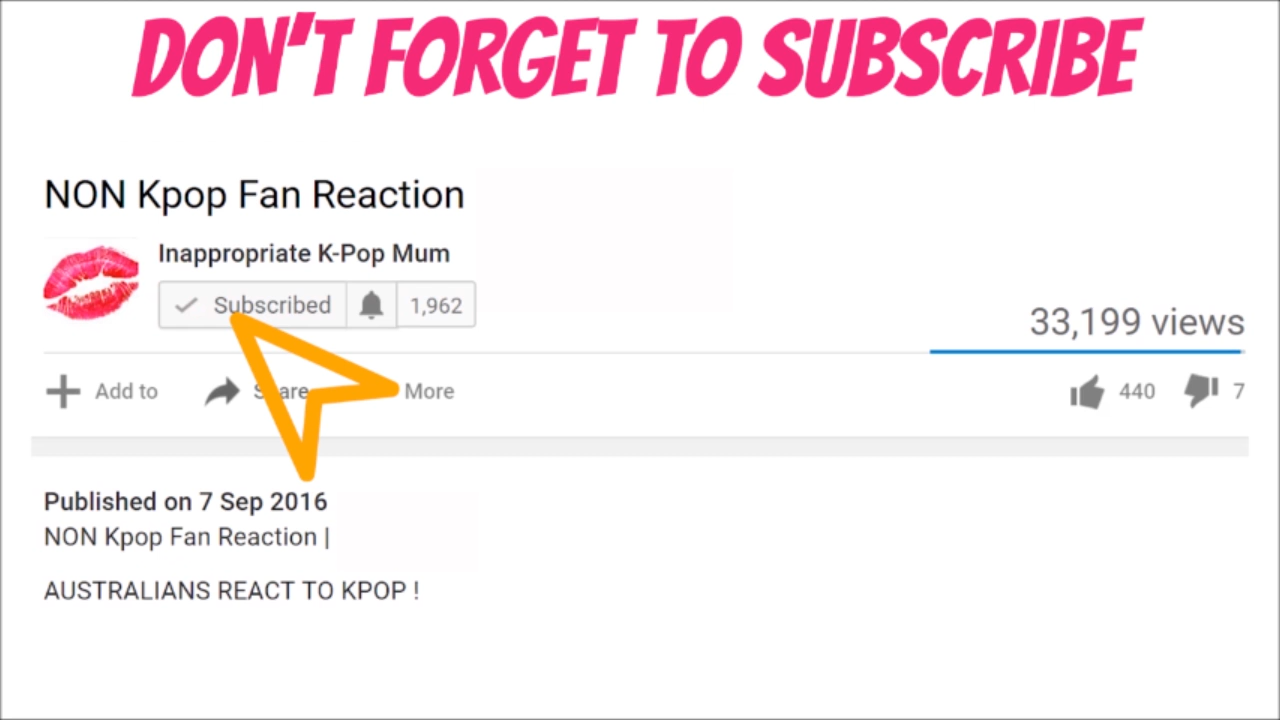 DON'T FORGET TO SUBSCRIBE
NON Kpop Fan Reaction
Inappropriate K-Pop Mum
Subscribed 1,962
33,199 views
Add to Share More 440 7
Published on 7 Sep 2016
NON Kpop Fan Reaction |
AUSTRALIANS REACT TO KPOP !